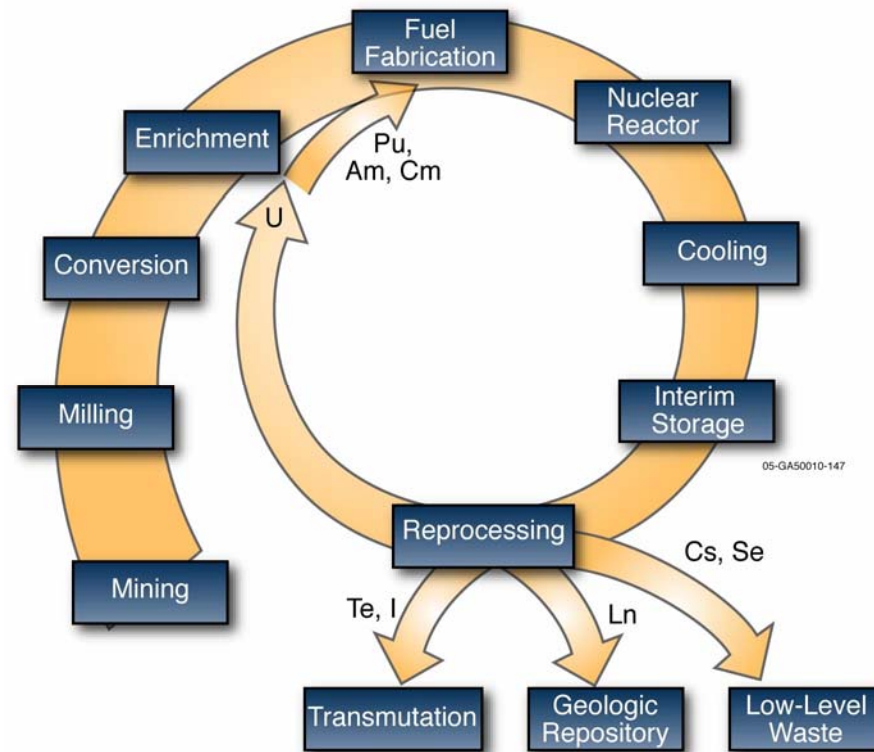 Fuel
Fabrication
Nuclear
Reactor
Enrichment
Pu,
Am, Cm
U
Conversion
Cooling
Milling
Interim
Storage
05-GA50010-147
Reprocessing
Cs, Se
Mining
Te, I
Ln
Transmutation
Geologic
Repository
Low-Level
Waste